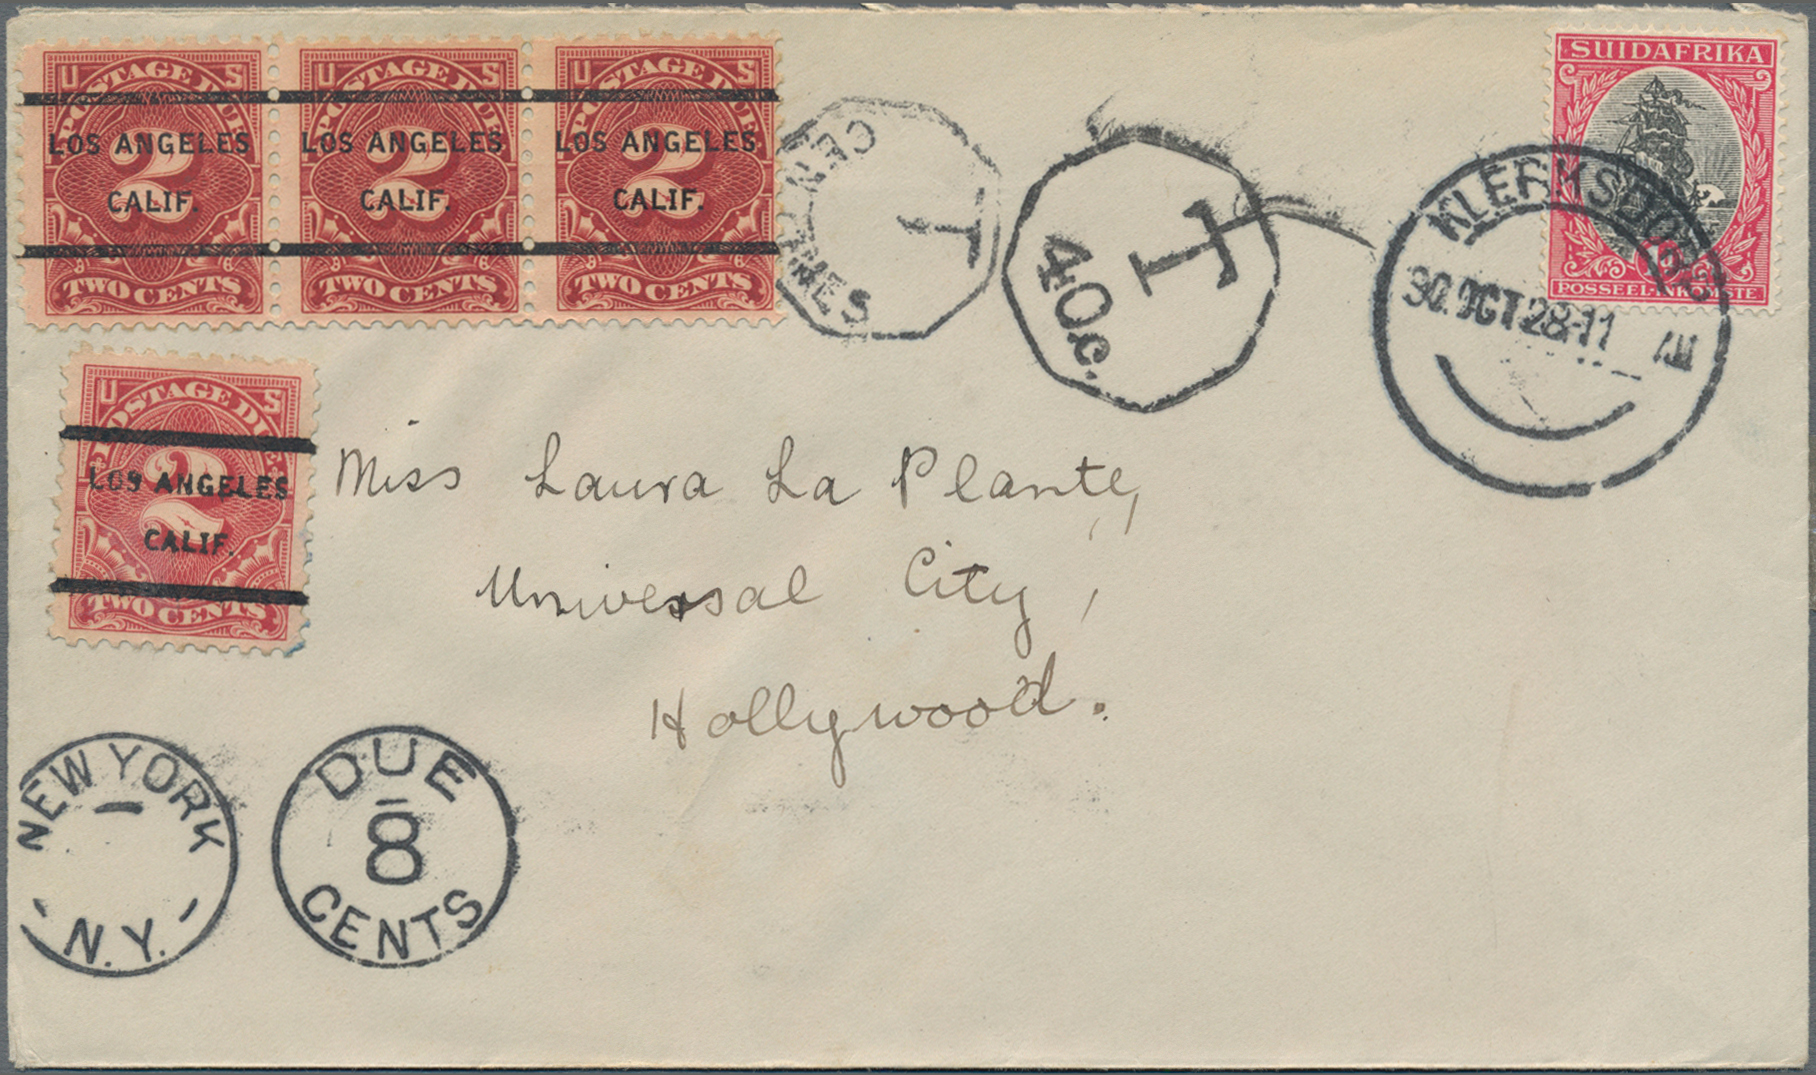 U S U S U S
POSTAGE DUE POSTAGE DUE POSTAGE DUE
2 2 2
LOS ANGELES LOS ANGELES LOS ANGELES
CALIF. CALIF. CALIF.
TWO CENTS TWO CENTS TWO CENTS
CENTIMES
T
T
40c.
SUIDAFRIKA
POSSEEL-INKOMSTE
KLERKSDORP
30.OCT 28-11 AM
U S
POSTAGE DUE
2
LOS ANGELES
CALIF.
TWO CENTS
Miss Laura La Plante,
Universal City,
Hollywood.
NEW YORK
N.Y.
DUE
8
CENTS